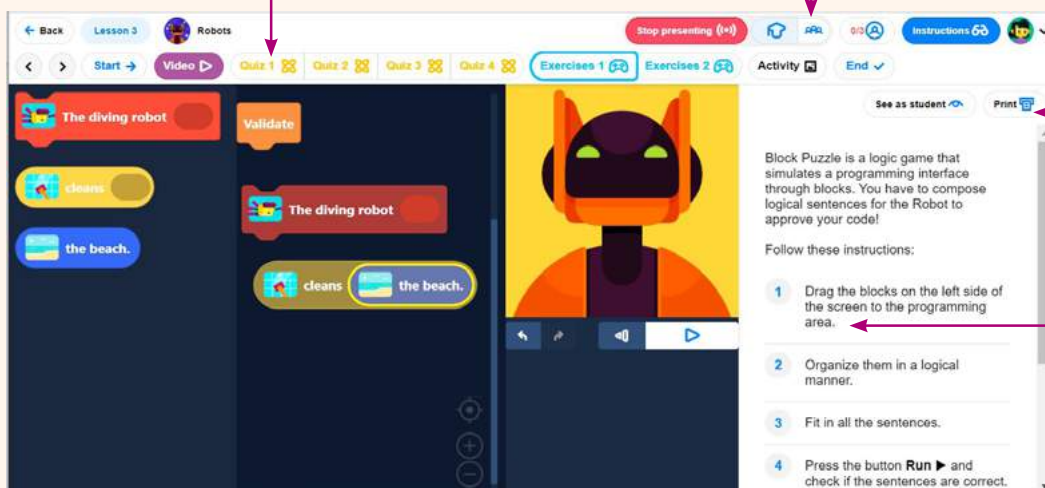 ← Back Lesson 3 Robots Stop presenting 0/3 Instructions
< > Start → Video Quiz 1 Quiz 2 Quiz 3 Quiz 4 Exercises 1 Exercises 2 Activity End
See as student Print
The diving robot
cleans
the beach.
Validate
The diving robot
cleans the beach.
Block Puzzle is a logic game that
simulates a programming interface
through blocks. You have to compose
logical sentences for the Robot to
approve your code!
Follow these instructions:
1 Drag the blocks on the left side of
the screen to the programming
area.
2 Organize them in a logical
manner.
3 Fit in all the sentences.
4 Press the button Run ▶ and
check if the sentences are correct.